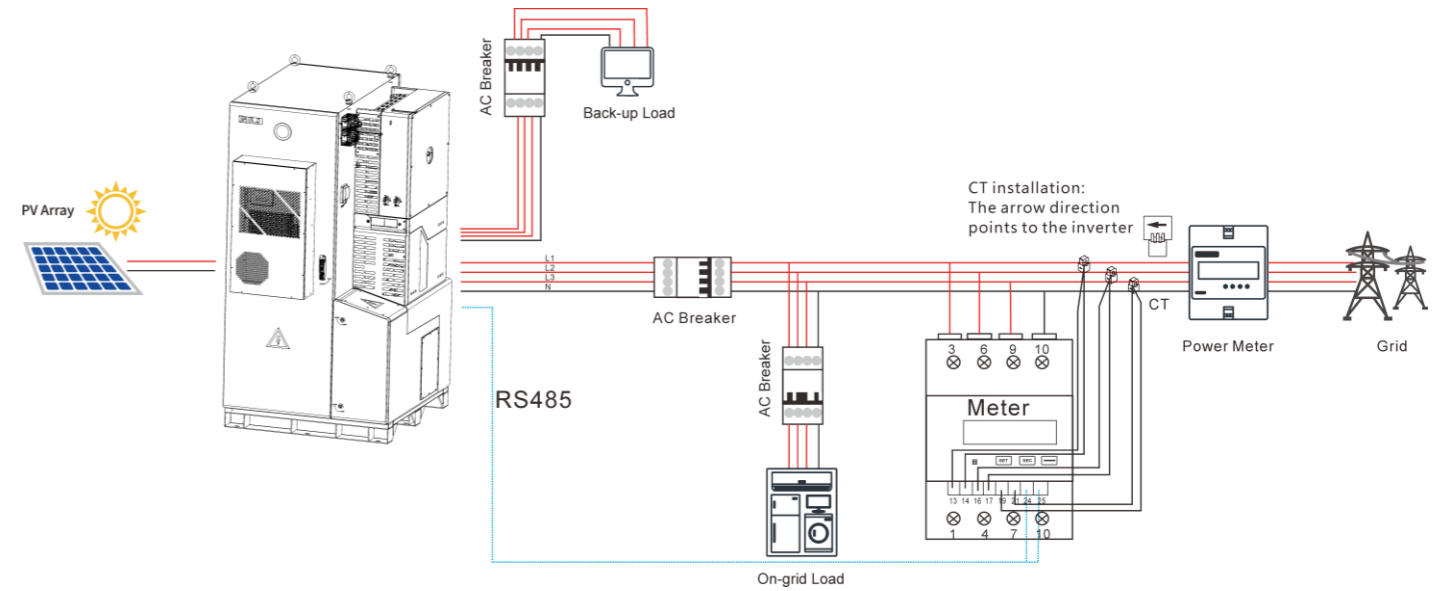 AC Breaker
Back-up Load
CT installation:
The arrow direction
points to the inverter
PV Array
L1
L2
L3
N
AC Breaker
CT
Power Meter
Grid
3 6 9 10
AC Breaker
RS485
Meter
SET SEC
13 14 16 17 19 21 24 25
1 4 7 10
On-grid Load